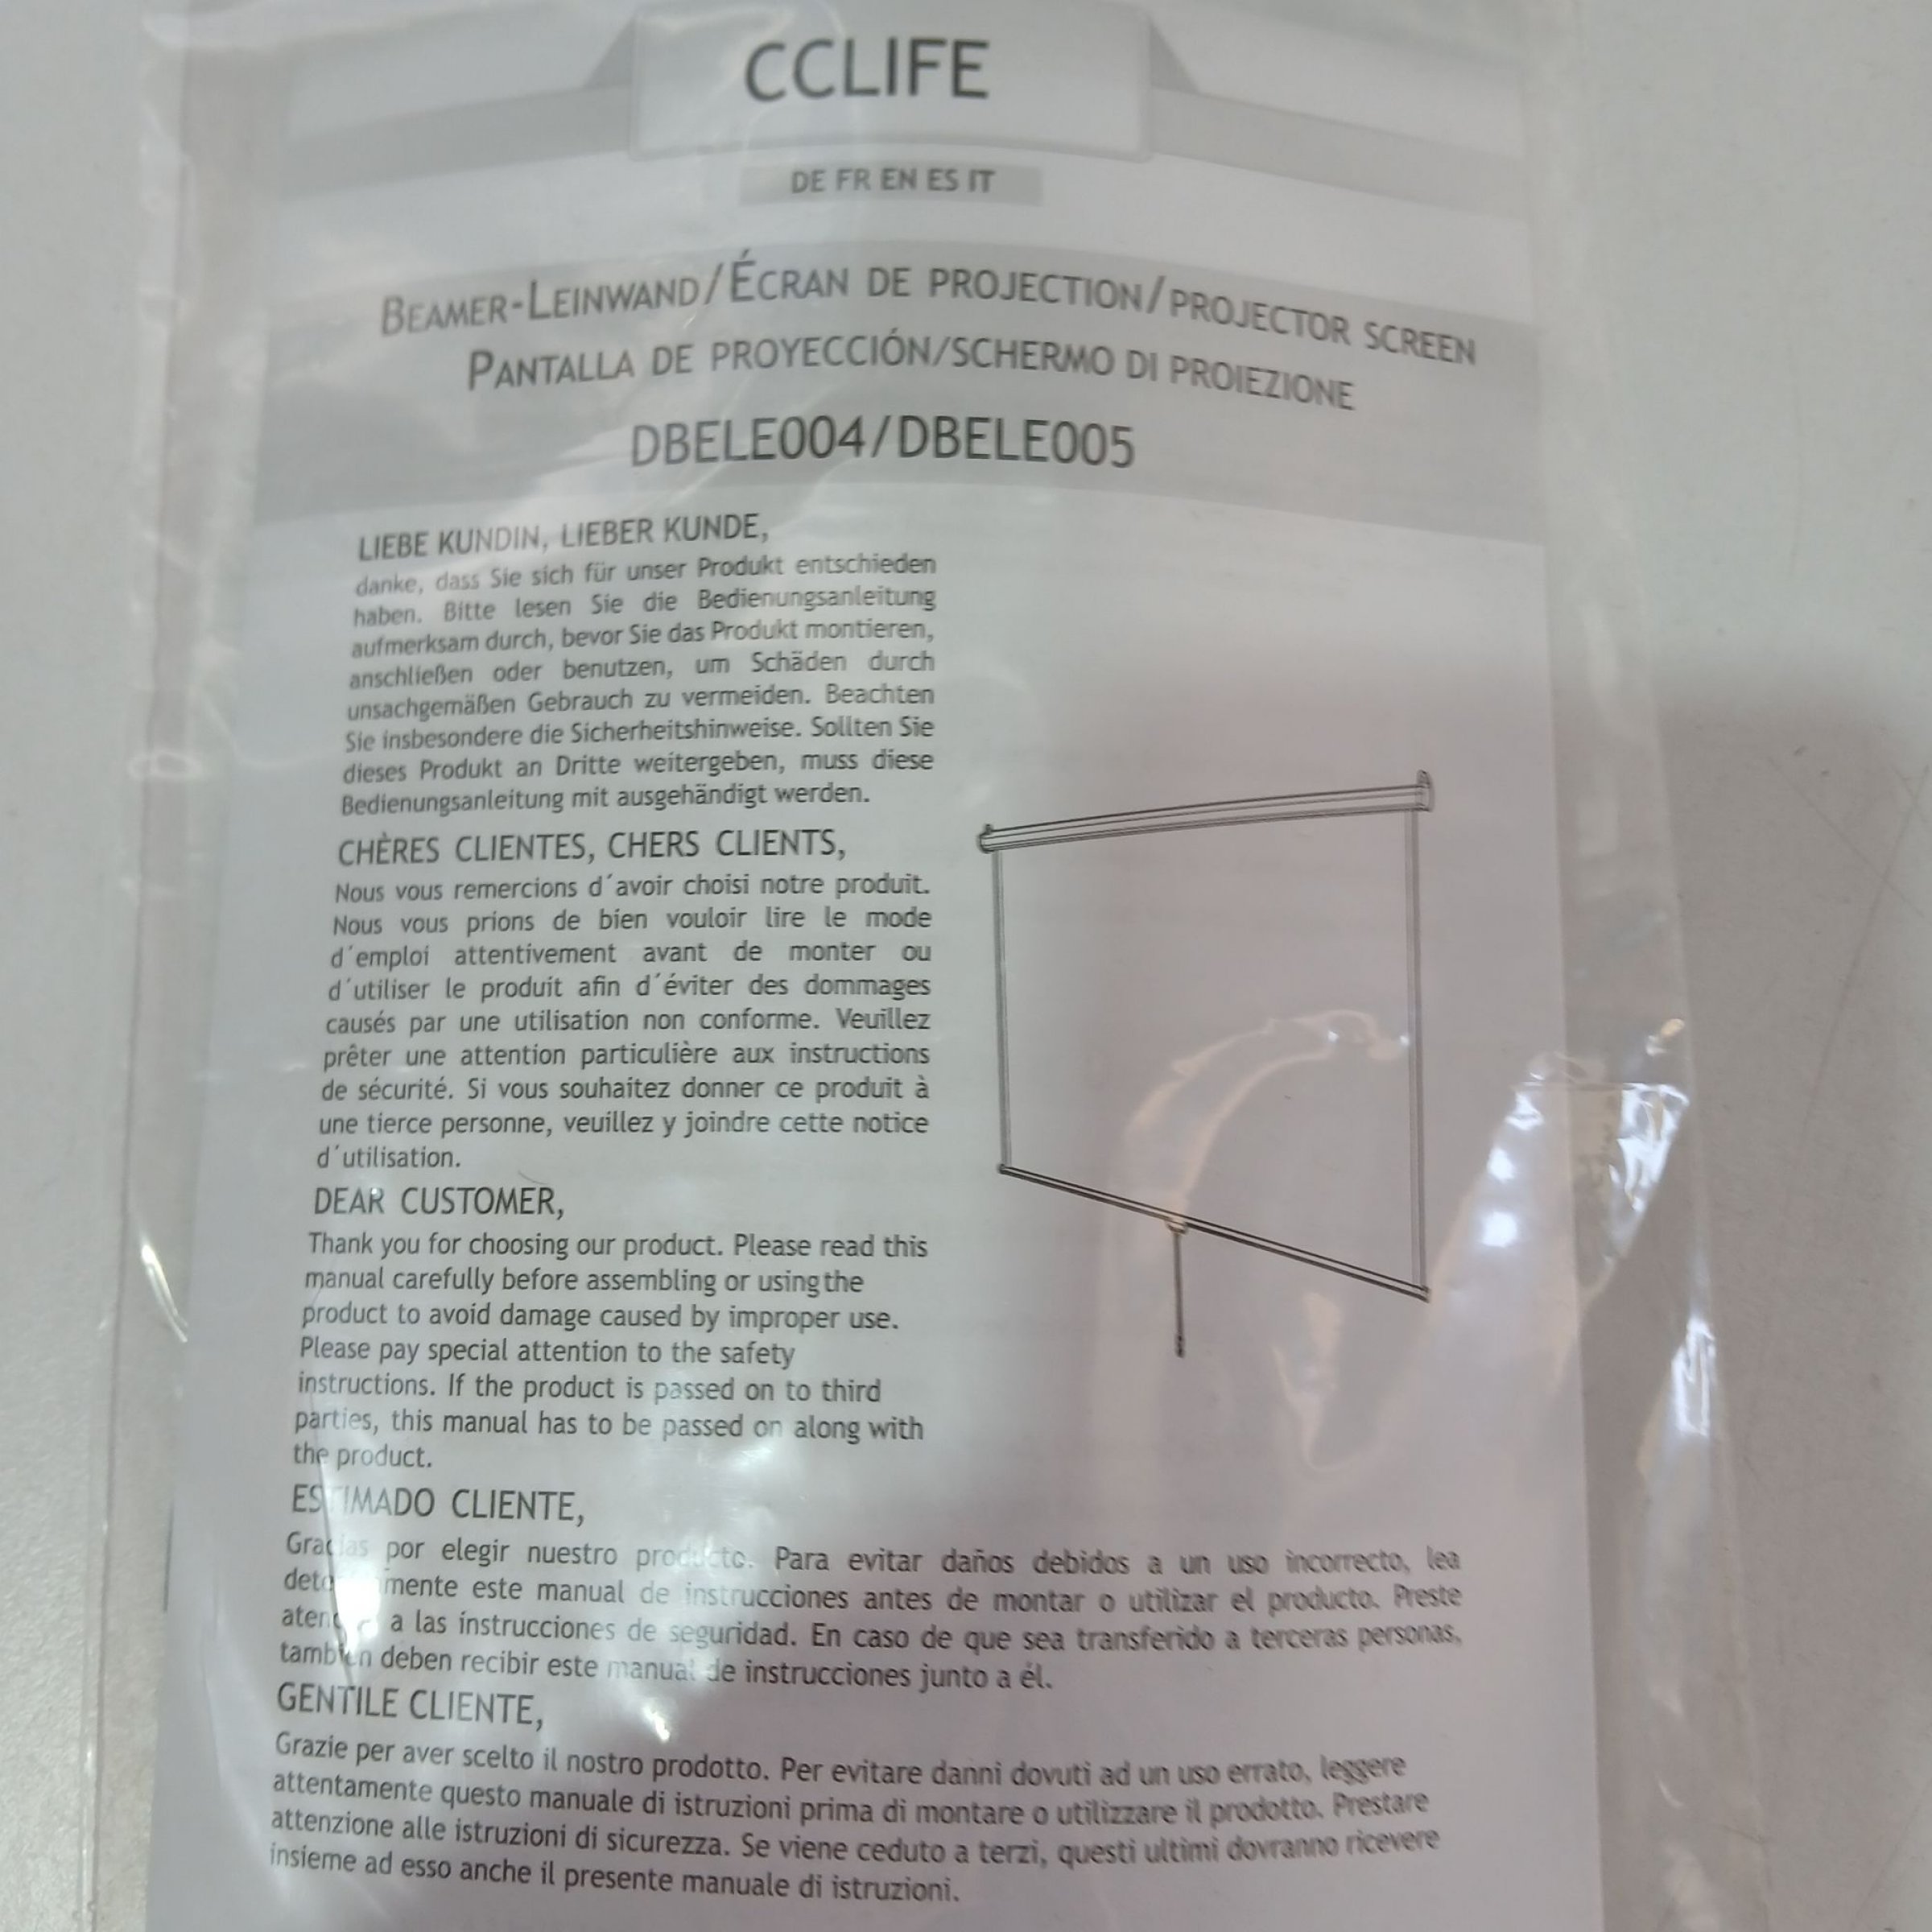 CCLIFE
DE FR EN ES IT
BEAMER-LEINWAND/ÉCRAN DE PROJECTION/PROJECTOR SCREEN
PANTALLA DE PROYECCIÓN/SCHERMO DI PROIEZIONE
DBELE004/DBELE005
LIEBE KUNDIN, LIEBER KUNDE,
danke, dass Sie sich für unser Produkt entschieden
haben. Bitte lesen Sie die Bedienungsanleitung
aufmerksam durch, bevor Sie das Produkt montieren,
anschließen oder benutzen, um Schäden durch
unsachgemäßen Gebrauch zu vermeiden. Beachten
Sie insbesondere die Sicherheitshinweise. Sollten Sie
dieses Produkt an Dritte weitergeben, muss diese
Bedienungsanleitung mit ausgehändigt werden.
CHÈRES CLIENTES, CHERS CLIENTS,
Nous vous remercions d´avoir choisi notre produit.
Nous vous prions de bien vouloir lire le mode
d´emploi attentivement avant de monter ou
d´utiliser le produit afin d´éviter des dommages
causés par une utilisation non conforme. Veuillez
prêter une attention particulière aux instructions
de sécurité. Si vous souhaitez donner ce produit à
une tierce personne, veuillez y joindre cette notice
d´utilisation.
DEAR CUSTOMER,
Thank you for choosing our product. Please read this
manual carefully before assembling or using the
product to avoid damage caused by improper use.
Please pay special attention to the safety
instructions. If the product is passed on to third
parties, this manual has to be passed on along with
the product.
ESTIMADO CLIENTE,
Gracias por elegir nuestro producto. Para evitar daños debidos a un uso incorrecto, lea
este manual de instrucciones antes de montar o utilizar el producto. Preste
a las instrucciones de seguridad. En caso de que sea transferido a terceras personas,
también deben recibir este manual de instrucciones junto a él.
GENTILE CLIENTE,
Grazie per aver scelto il nostro prodotto. Per evitare danni dovuti ad un uso errato, leggere
attentamente questo manuale di istruzioni prima di montare o utilizzare il prodotto. Prestare
attenzione alle istruzioni di sicurezza. Se viene ceduto a terzi, questi ultimi dovranno ricevere
insieme ad esso anche il presente manuale di istruzioni.